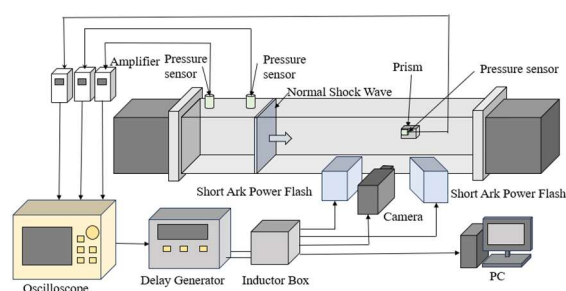 Amplifier
Pressure
sensor
Pressure
sensor
Normal Shock Wave
Prism
Pressure sensor
Short Ark Power Flash
Short Ark Power Flash
Camera
Oscilloscope
Delay Generator
Inductor Box
PC